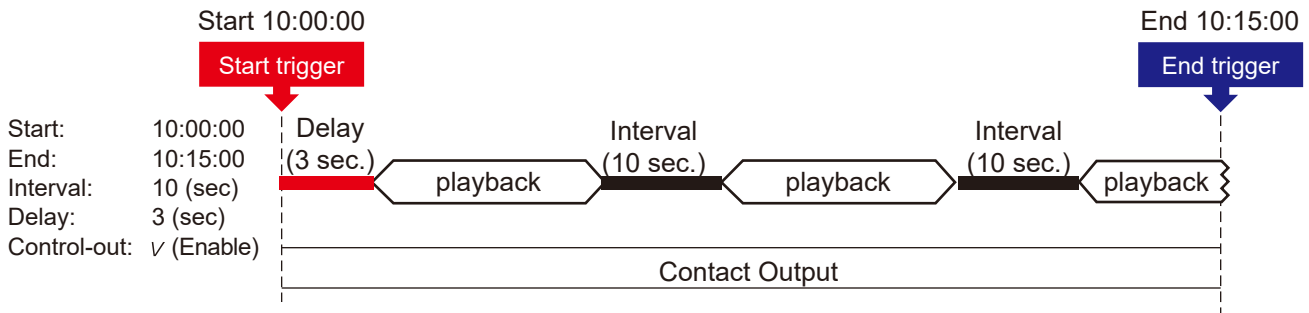 Start 10:00:00
End 10:15:00
Start trigger
End trigger
Start: 10:00:00
End: 10:15:00
Interval: 10 (sec)
Delay: 3 (sec)
Control-out: V (Enable)
Delay
(3 sec.)
playback
Interval
(10 sec.)
playback
Interval
(10 sec.)
playback
Contact Output